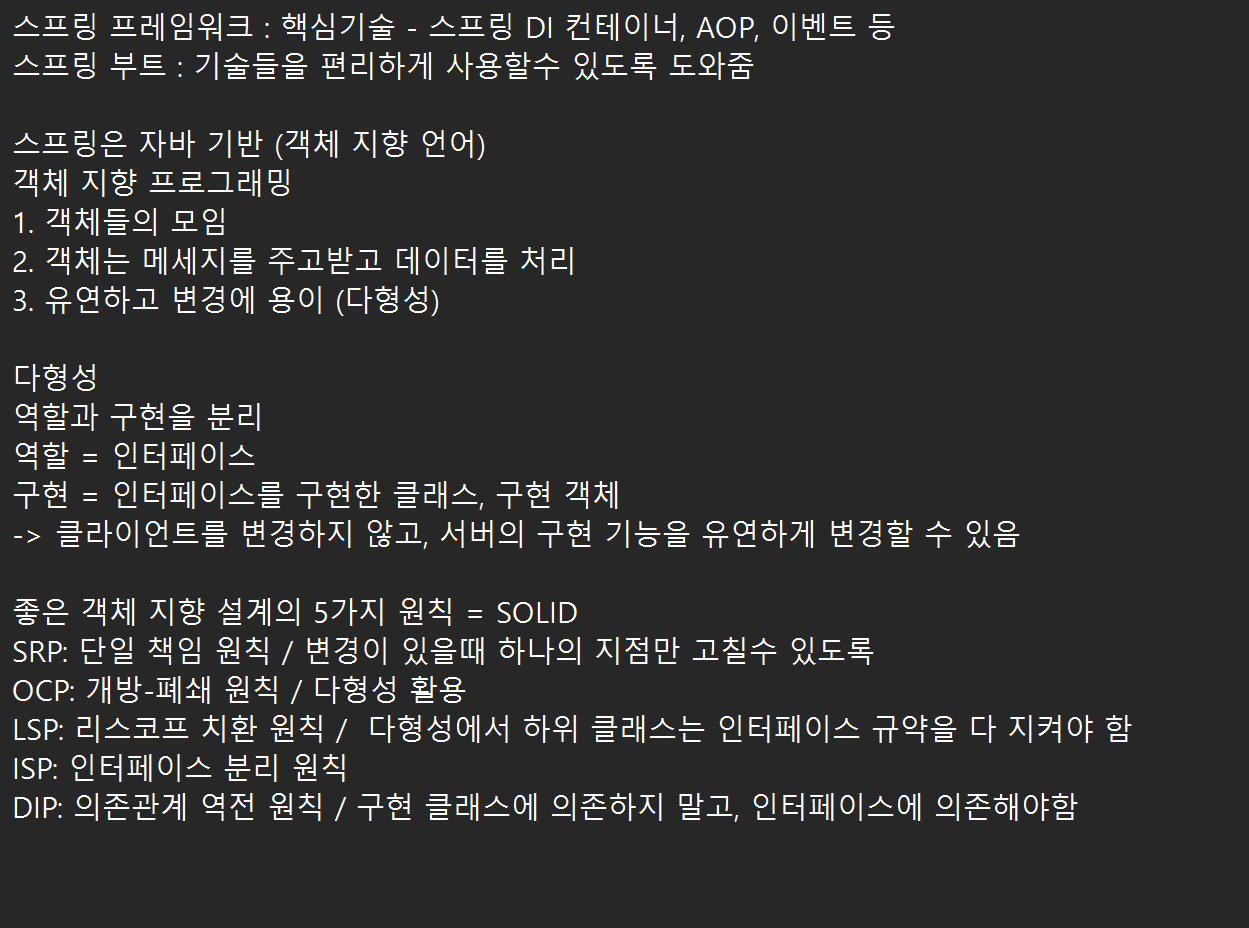 스프링 프레임워크 : 핵심기술 - 스프링 DI 컨테이너, AOP, 이벤트 등
스프링 부트 : 기술들을 편리하게 사용할수 있도록 도와줌
스프링은 자바 기반 (객체 지향 언어)
객체 지향 프로그래밍
1. 객체들의 모임
2. 객체는 메세지를 주고받고 데이터를 처리
3. 유연하고 변경에 용이 (다형성)
다형성
역할과 구현을 분리
역할 = 인터페이스
구현 = 인터페이스를 구현한 클래스, 구현 객체
-> 클라이언트를 변경하지 않고, 서버의 구현 기능을 유연하게 변경할 수 있음
좋은 객체 지향 설계의 5가지 원칙 = SOLID
SRP: 단일 책임 원칙 / 변경이 있을때 하나의 지점만 고칠수 있도록
OCP: 개방-폐쇄 원칙 / 다형성 활용
LSP: 리스코프 치환 원칙 /  다형성에서 하위 클래스는 인터페이스 규약을 다 지켜야 함
ISP: 인터페이스 분리 원칙
DIP: 의존관계 역전 원칙 / 구현 클래스에 의존하지 말고, 인터페이스에 의존해야함